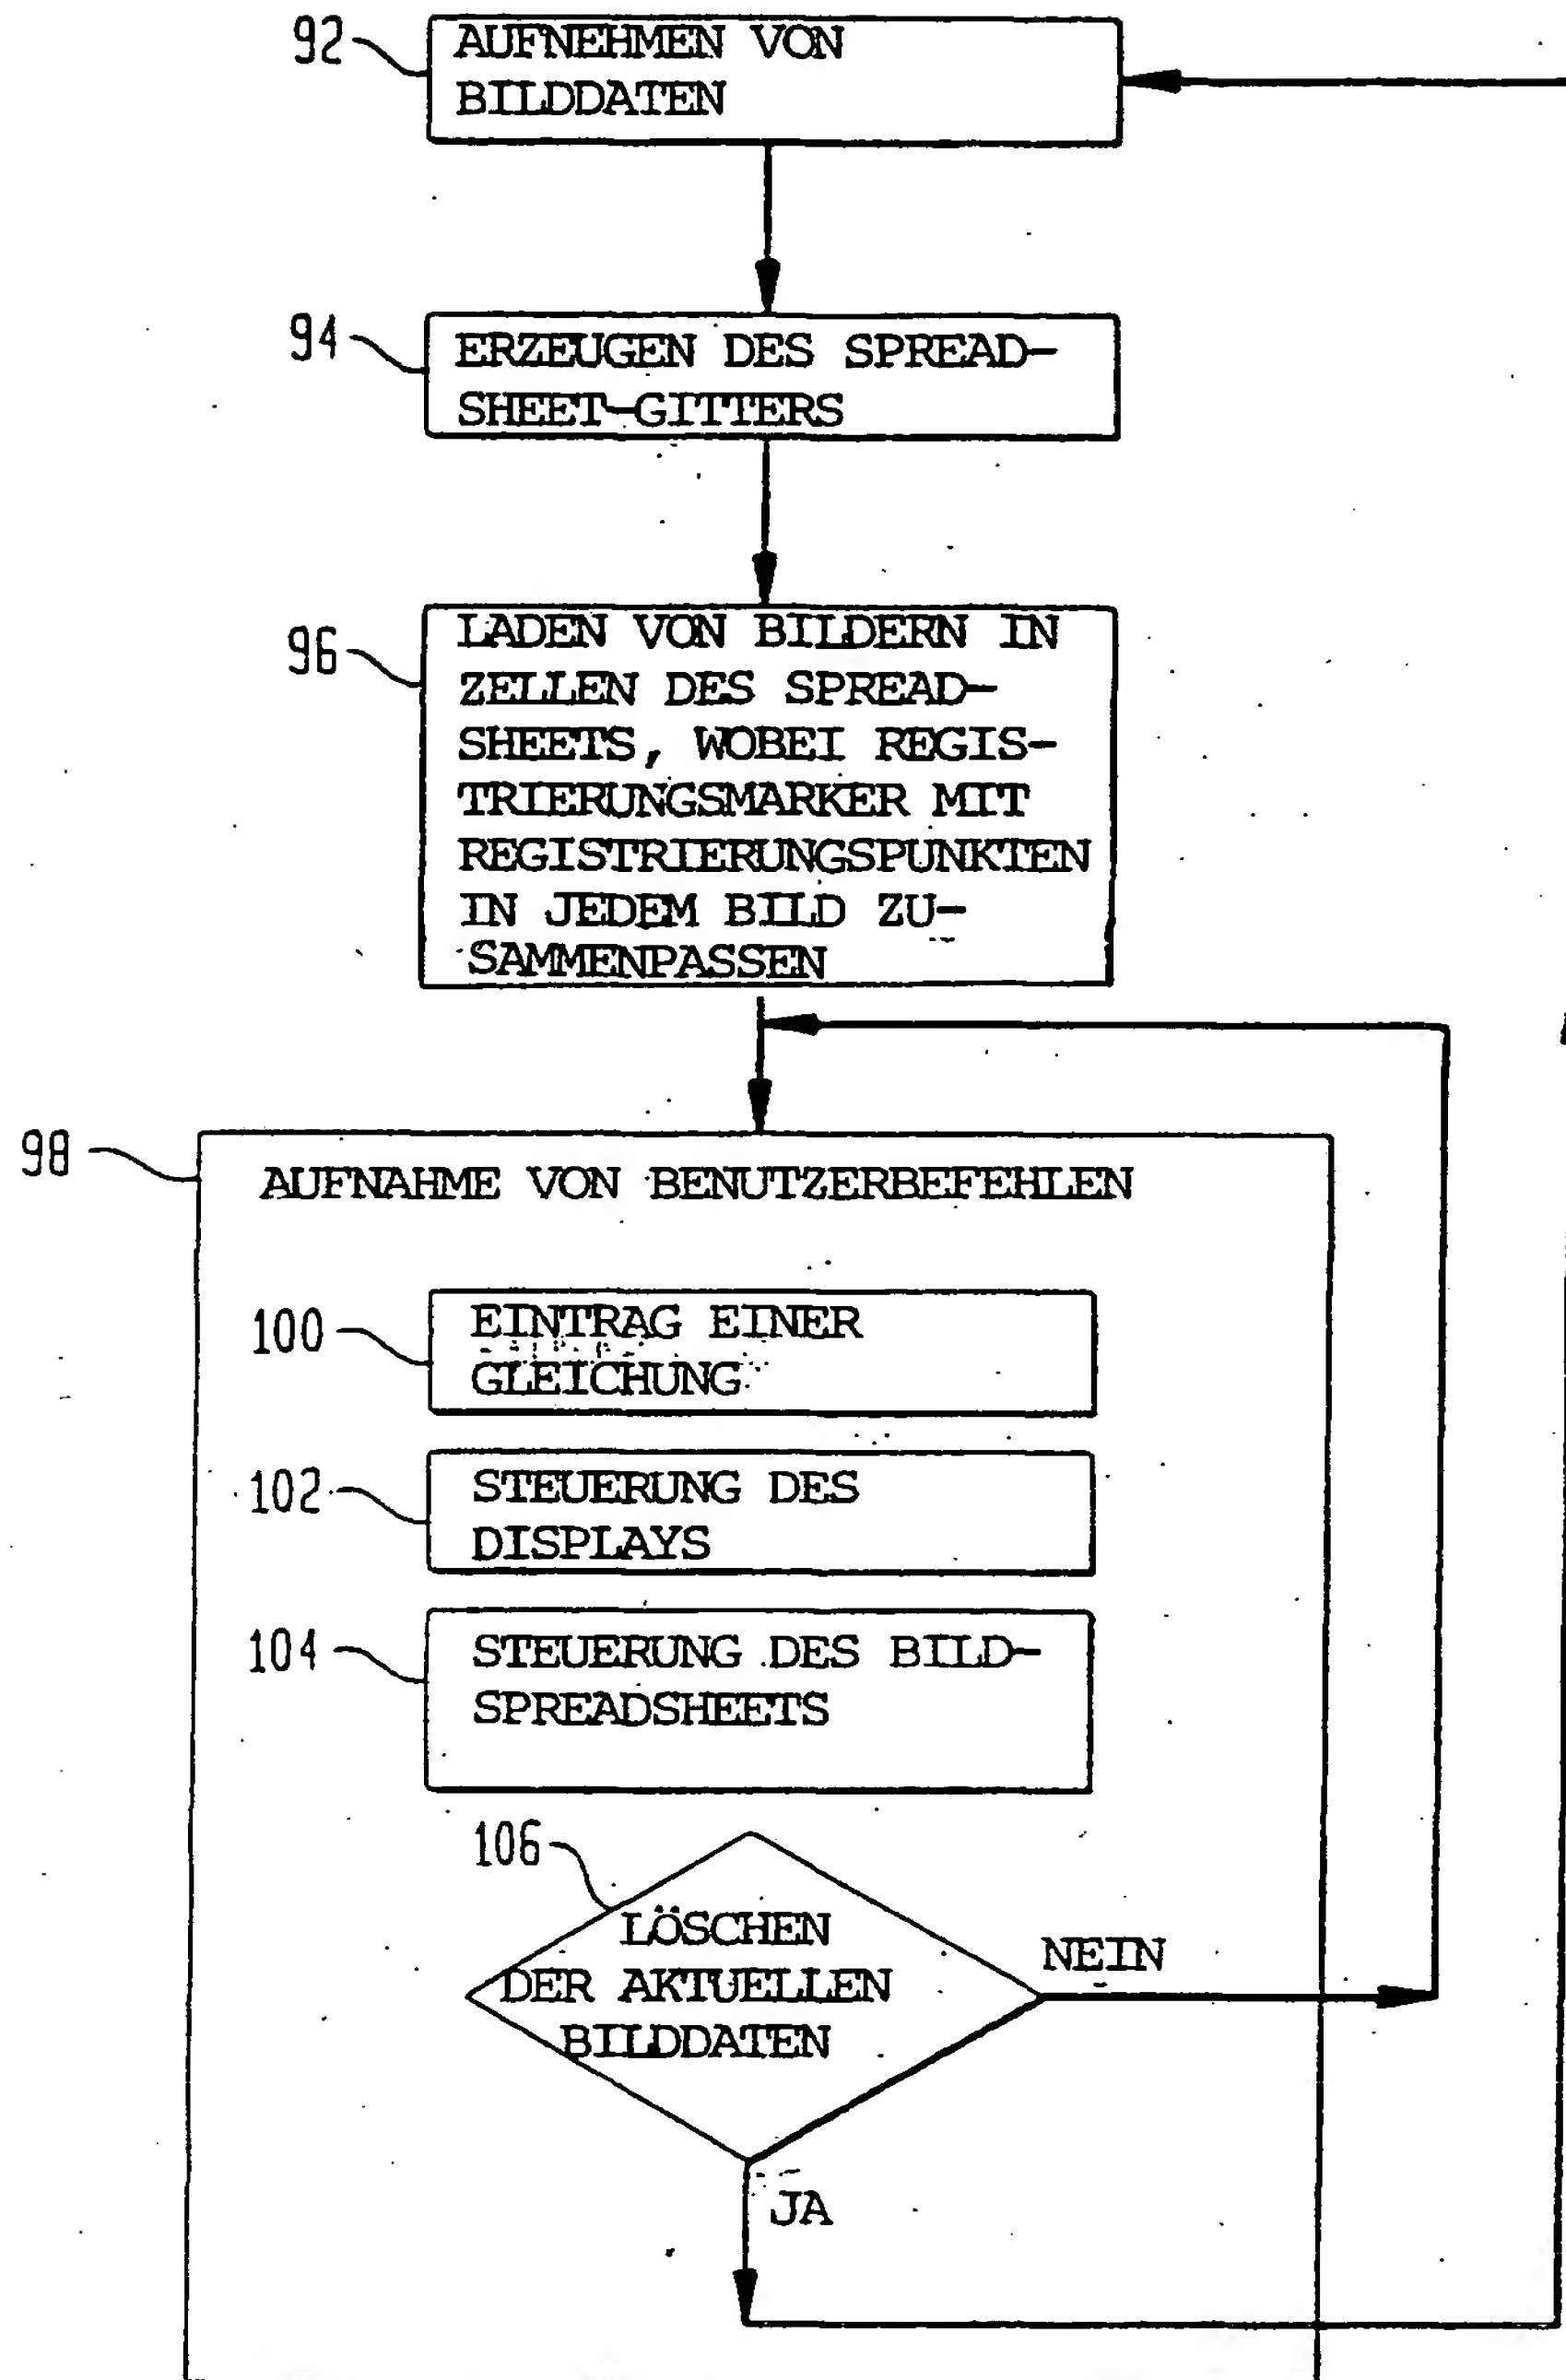 92
AUFNEHMEN VON
BILDDATEN
94
ERZEUGEN DES SPREAD-
SHEET-GITTERS
96
LADEN VON BILDERN IN
ZELLEN DES SPREAD-
SHEETS, WOBEI REGIS-
TRIERUNGSMARKER MIT
REGISTRIERUNGSPUNKTEN
IN JEDEM BILD ZU-
SAMMENPASSEN
98
AUFNAHME VON BENUTZERBEFEHLEN
100
EINTRAG EINER
GLEICHUNG
102
STEUERUNG DES
DISPLAYS
104
STEUERUNG DES BILD-
SPREADSHEETS
106
LÖSCHEN
DER AKTUELLEN
BILDDATEN
NEIN
JA